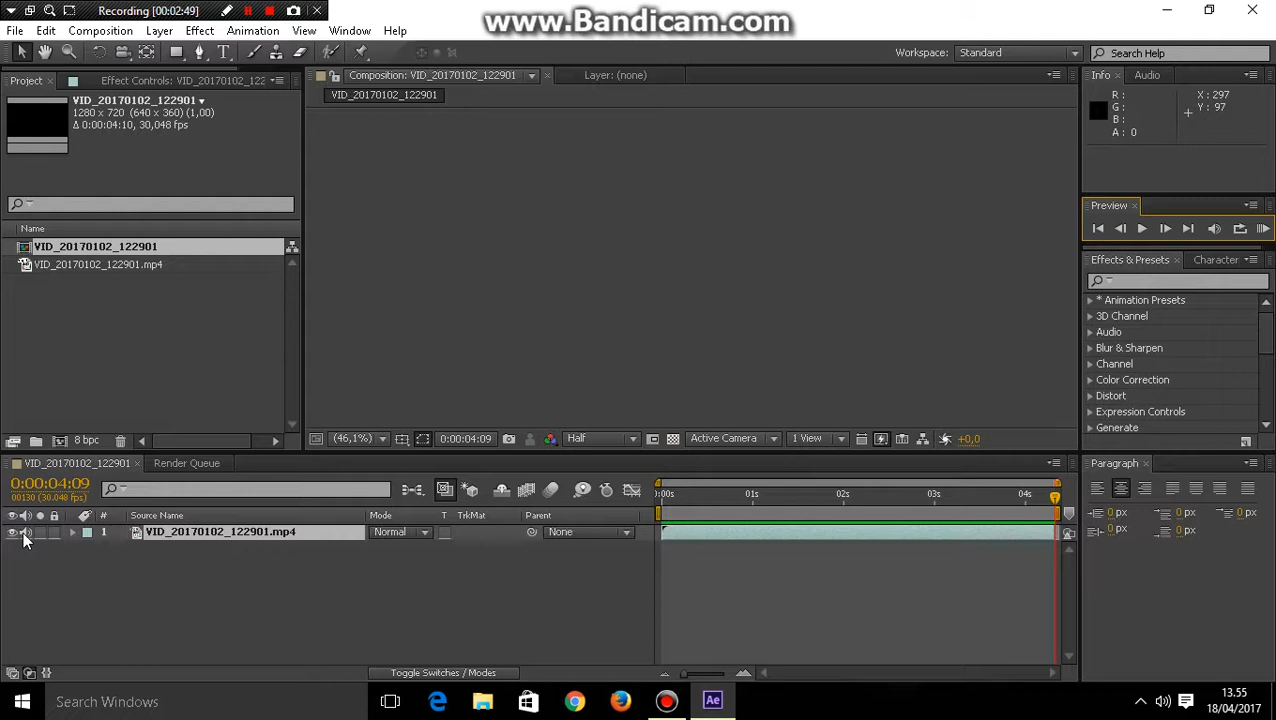 Recording [00:02:49]
www.Bandicam.com
File Edit Composition Layer Effect Animation View Window Help
Workspace: Standard Search Help
Project Effect Controls: VID_20170102_122
Composition: VID_20170102_122901 Layer: (none)
VID_20170102_122901
VID_20170102_122901
1280 x 720 (640 x 360) (1,00)
Δ 0:00:04:10, 30,048 fps
Name
VID_20170102_122901
VID_20170102_122901.mp4
8 bpc
(46,1%) 0:00:04:09 Half Active Camera 1 View +0,0
Info Audio
R :
G :
B :
A : 0
X : 297
Y : 97
Preview
Effects & Presets Character
* Animation Presets
3D Channel
Audio
Blur & Sharpen
Channel
Color Correction
Distort
Expression Controls
Generate
VID_20170102_122901 Render Queue
0:00:04:09
00130 (30.048 fps)
:00s 01s 02s 03s 04s
# Source Name Mode T TrkMat Parent
1 VID_20170102_122901.mp4 Normal None
Toggle Switches / Modes
Paragraph
0 px 0 px 0 px
0 px 0 px
Search Windows
Ae
13.55
18/04/2017